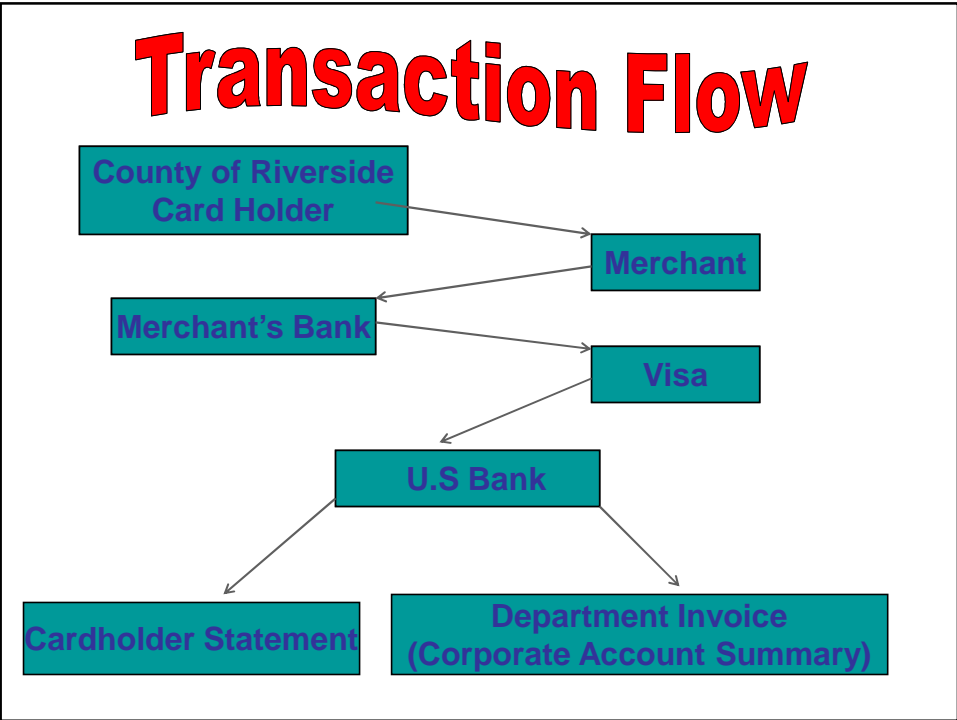 Transaction Flow
County of Riverside
Card Holder
Merchant
Merchant's Bank
Visa
U.S Bank
Cardholder Statement
Department Invoice
(Corporate Account Summary)